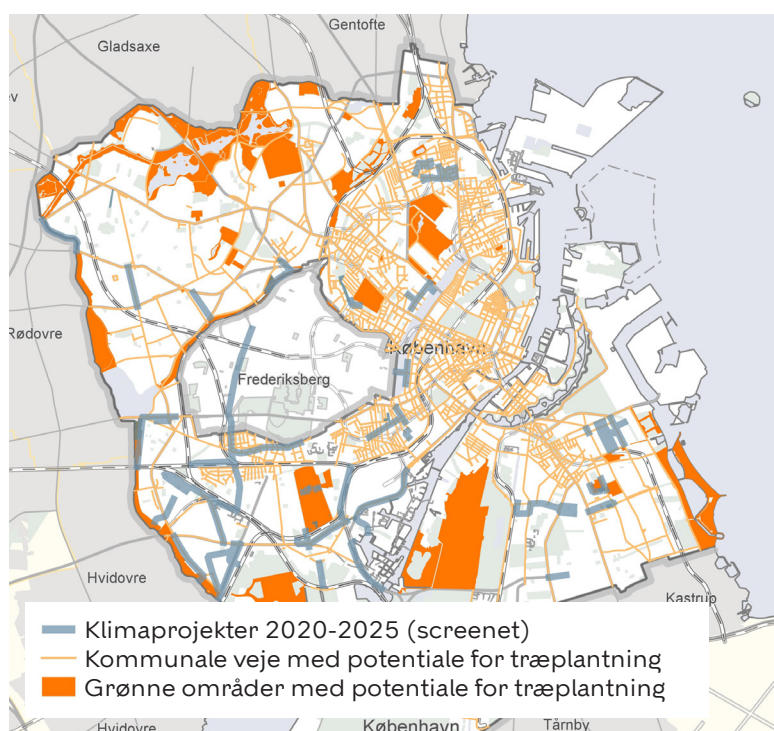 Gentofte
Gladsaxe
ev
Rødovre
København
Frederiksberg
Hvidovre
Kastrup
Klimaprojekter 2020-2025 (screenet)
Kommunale veje med potentiale for træplantning
Grønne områder med potentiale for træplantning
Hvidovre
København
Tårnby